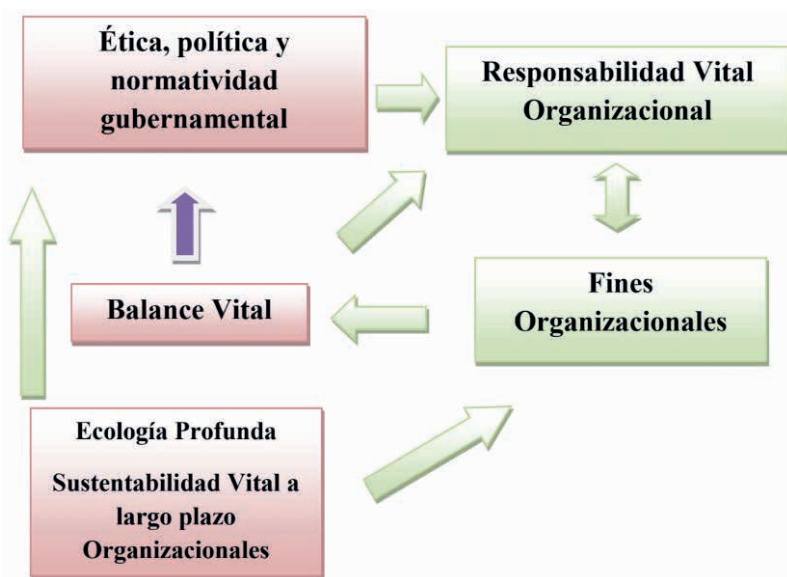 Ética, política y
normatividad
gubernamental
Responsabilidad Vital
Organizacional
Balance Vital
Fines
Organizacionales
Ecología Profunda
Sustentabilidad Vital a
largo plazo
Organizacionales